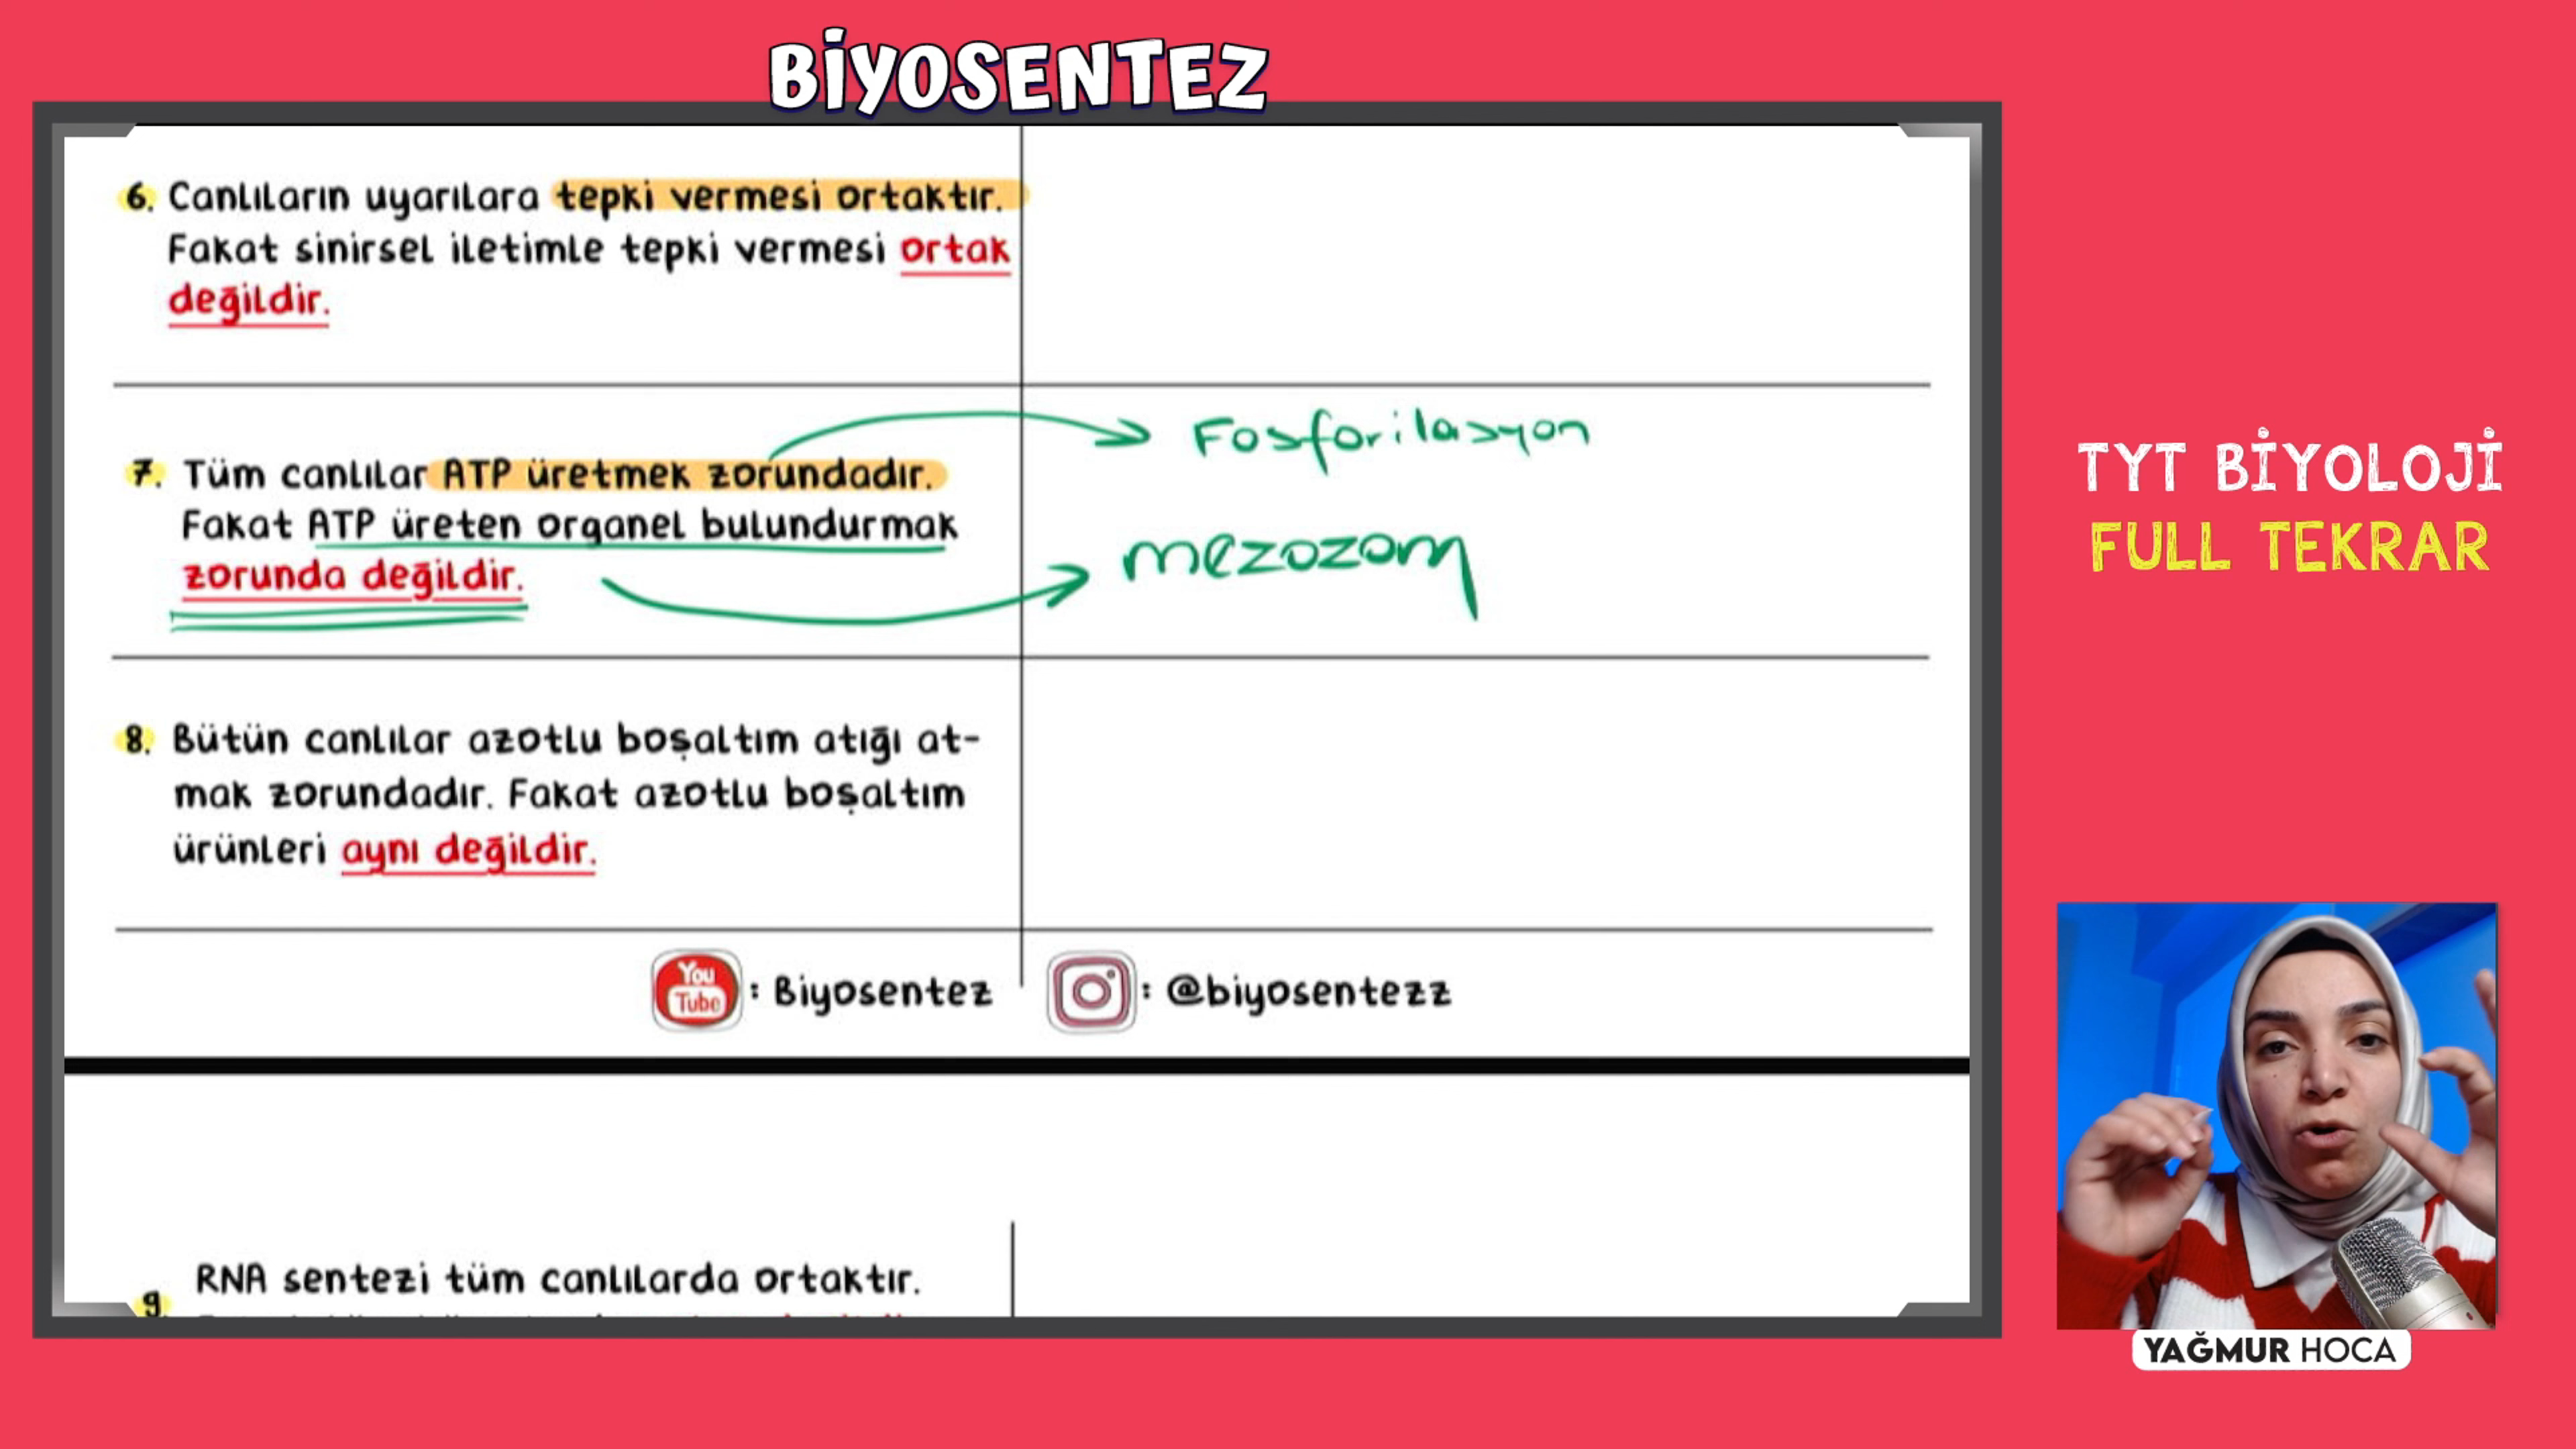 BİYOSENTEZ
6. Canlıların uyarılara tepki vermesi ortaktır.
Fakat sinirsel iletimle tepki vermesi ortak
değildir.
7. Tüm canlılar ATP üretmek zorundadır.
Fakat ATP üreten organel bulundurmak
zorunda değildir.
Fosforilasyon
mezozom
8. Bütün canlılar azotlu boşaltım atığı at-
mak zorundadır. Fakat azotlu boşaltım
ürünleri aynı değildir.
You
Tube
: Biyosentez
: @biyosentezz
9. RNA sentezi tüm canlılarda ortaktır.
TYT BİYOLOJİ
FULL TEKRAR
YAĞMUR HOCA